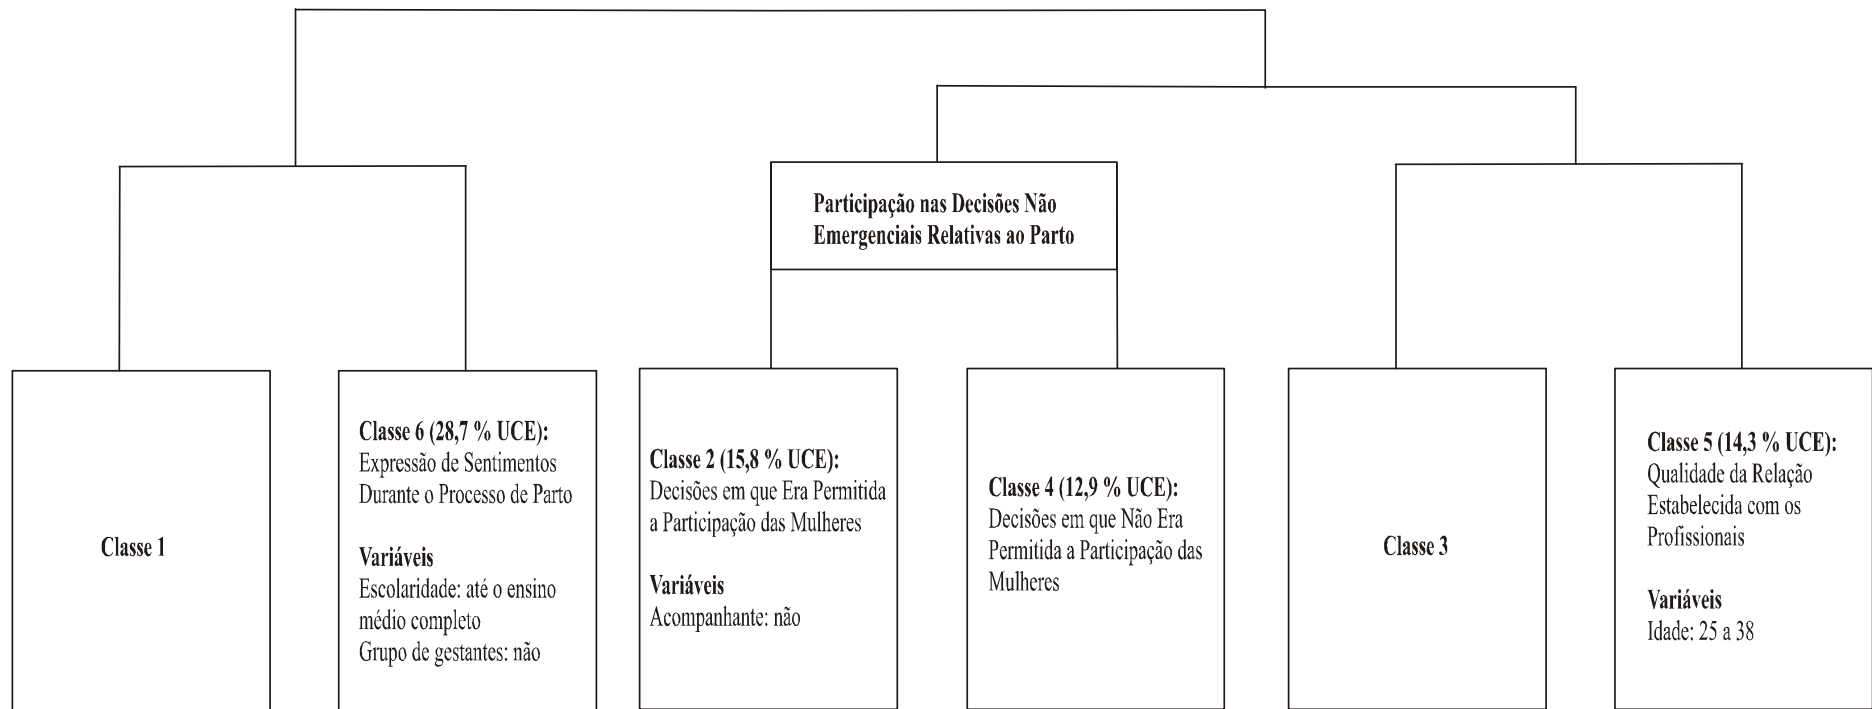 Participação nas Decisões Não
Emergenciais Relativas ao Parto
Classe 1
Classe 6 (28,7 % UCE):
Expressão de Sentimentos
Durante o Processo de Parto
Variáveis
Escolaridade: até o ensino
médio completo
Grupo de gestantes: não
Classe 2 (15,8 % UCE):
Decisões em que Era Permitida
a Participação das Mulheres
Variáveis
Acompanhante: não
Classe 4 (12,9 % UCE):
Decisões em que Não Era
Permitida a Participação das
Mulheres
Classe 3
Classe 5 (14,3 % UCE):
Qualidade da Relação
Estabelecida com os
Profissionais
Variáveis
Idade: 25 a 38